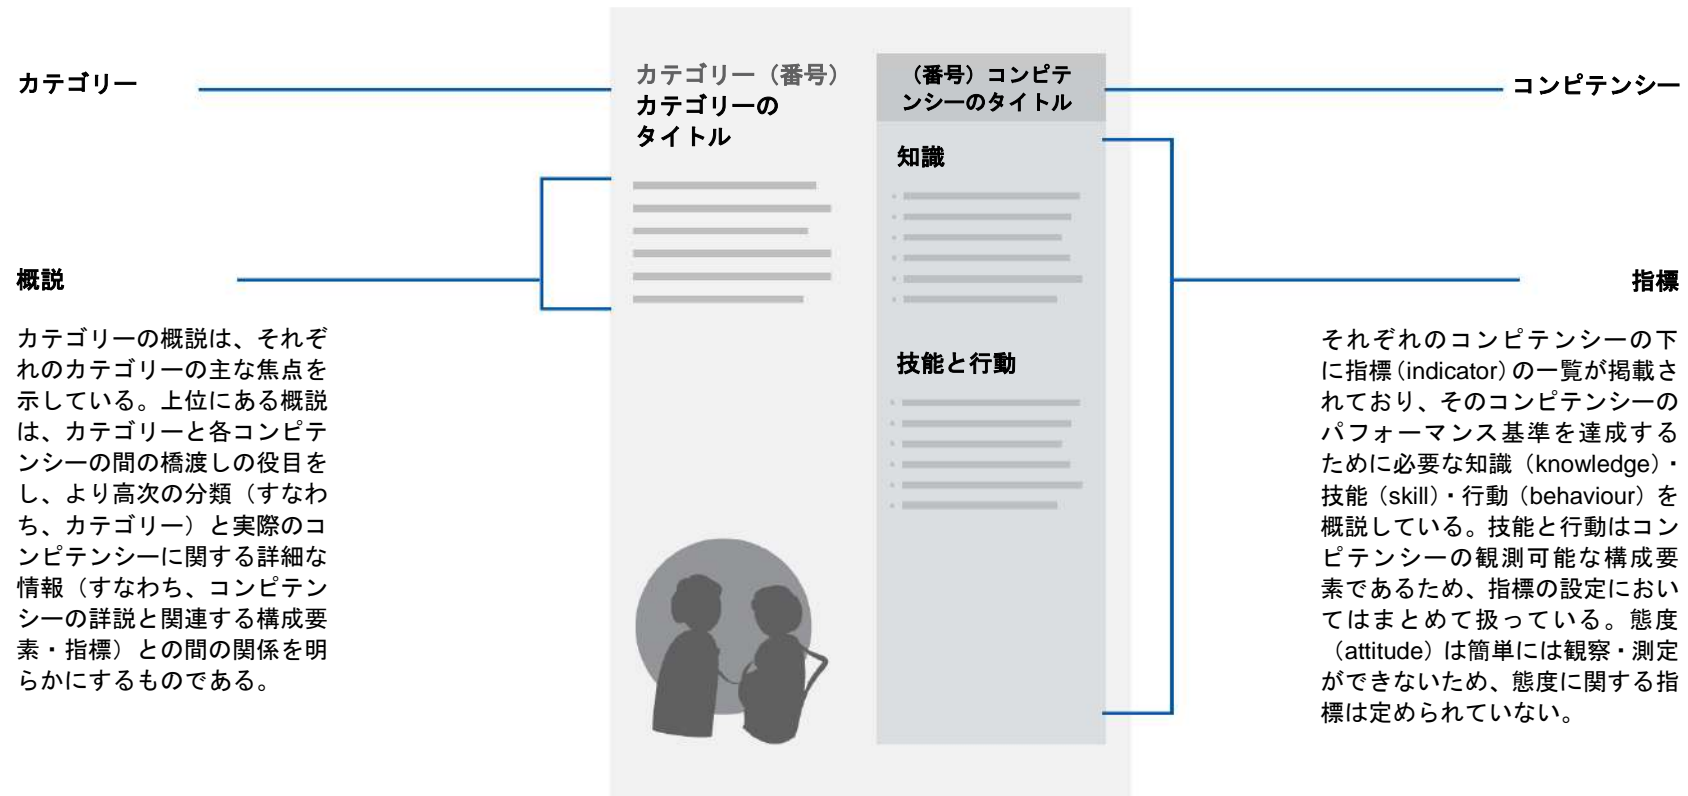 カテゴリー
カテゴリー（番号）
カテゴリーの
タイトル
（番号）コンピテ
ンシーのタイトル
コンピテンシー
知識
技能と行動
概説
カテゴリーの概説は、それぞ
れのカテゴリーの主な焦点を
示している。上位にある概説
は、カテゴリーと各コンピテ
ンシーの間の橋渡しの役目を
し、より高次の分類（すなわ
ち、カテゴリー）と実際のコ
ンピテンシーに関する詳細な
情報（すなわち、コンピテン
シーの詳説と関連する構成要
素・指標）との間の関係を明
らかにするものである。
指標
それぞれのコンピテンシーの下
に指標（indicator）の一覧が掲載さ
れており、そのコンピテンシーの
パフォーマンス基準を達成する
ために必要な知識（knowledge）・
技能（skill）・行動（behaviour）を
概説している。技能と行動はコン
ピテンシーの観測可能な構成要
素であるため、指標の設定におい
てはまとめて扱っている。態度
（attitude）は簡単には観察・測定
ができないため、態度に関する指
標は定められていない。